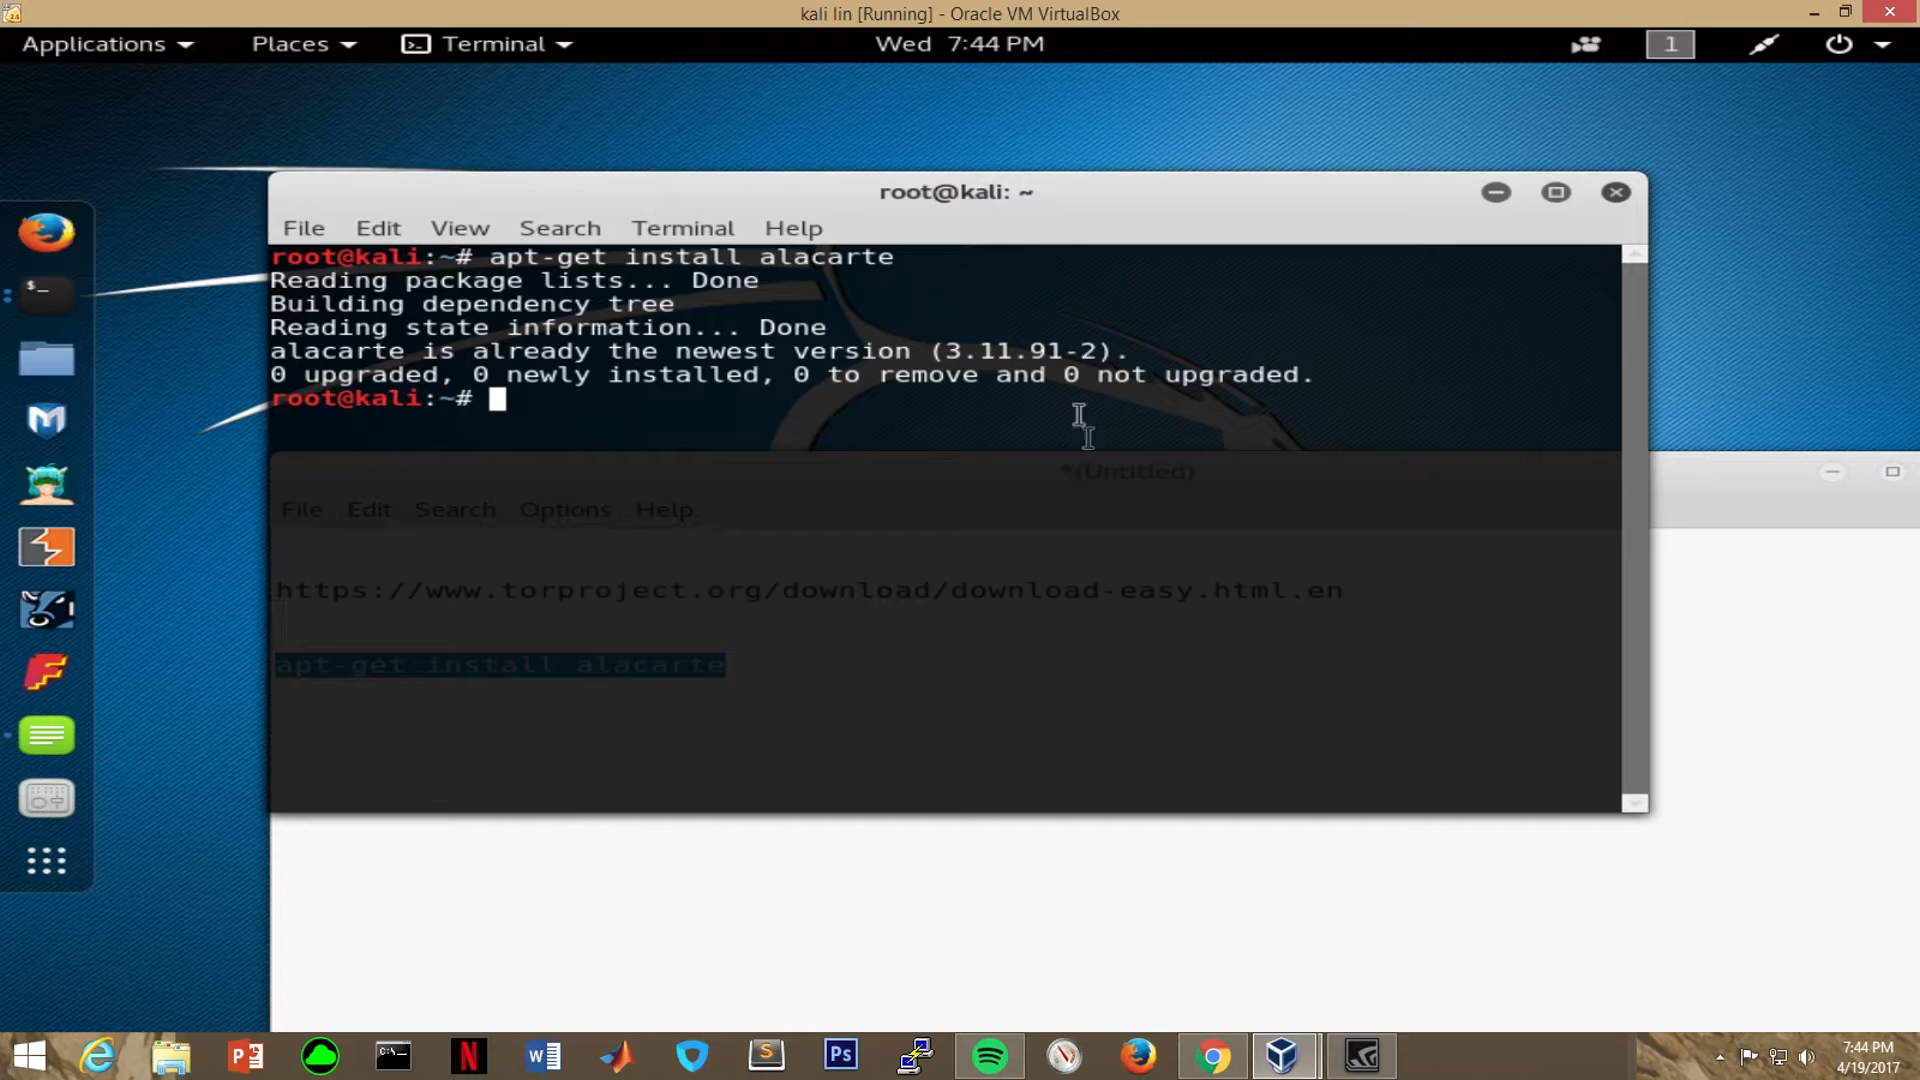 kali lin [Running] - Oracle VM VirtualBox
Applications Places Terminal Wed 7:44 PM 1
root@kali: ~
File Edit View Search Terminal Help
root@kali:~# apt-get install alacarte
Reading package lists... Done
Building dependency tree
Reading state information... Done
alacarte is already the newest version (3.11.91-2).
0 upgraded, 0 newly installed, 0 to remove and 0 not upgraded.
root@kali:~#
*(Untitled)
File Edit Search Options Help
https://www.torproject.org/download/download-easy.html.en
apt-get install alacarte
7:44 PM
4/19/2017